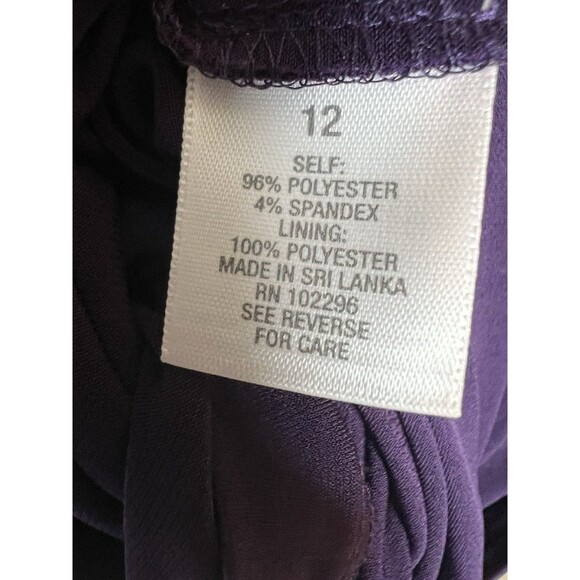 12
SELF:
96% POLYESTER
4% SPANDEX
LINING:
100% POLYESTER
MADE IN SRI LANKA
RN 102296
SEE REVERSE
FOR CARE